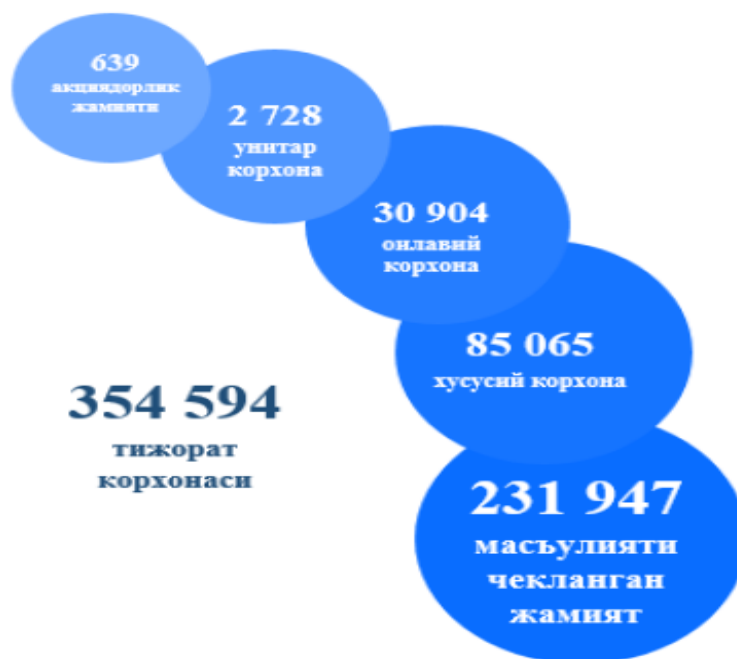 639
акциядорлик
жамияти
2 728
унитар
корхона
30 904
оилавий
корхона
85 065
хусусий корхона
354 594
тижорат
корхонаси
231 947
масъулияти
чекланган
жамият